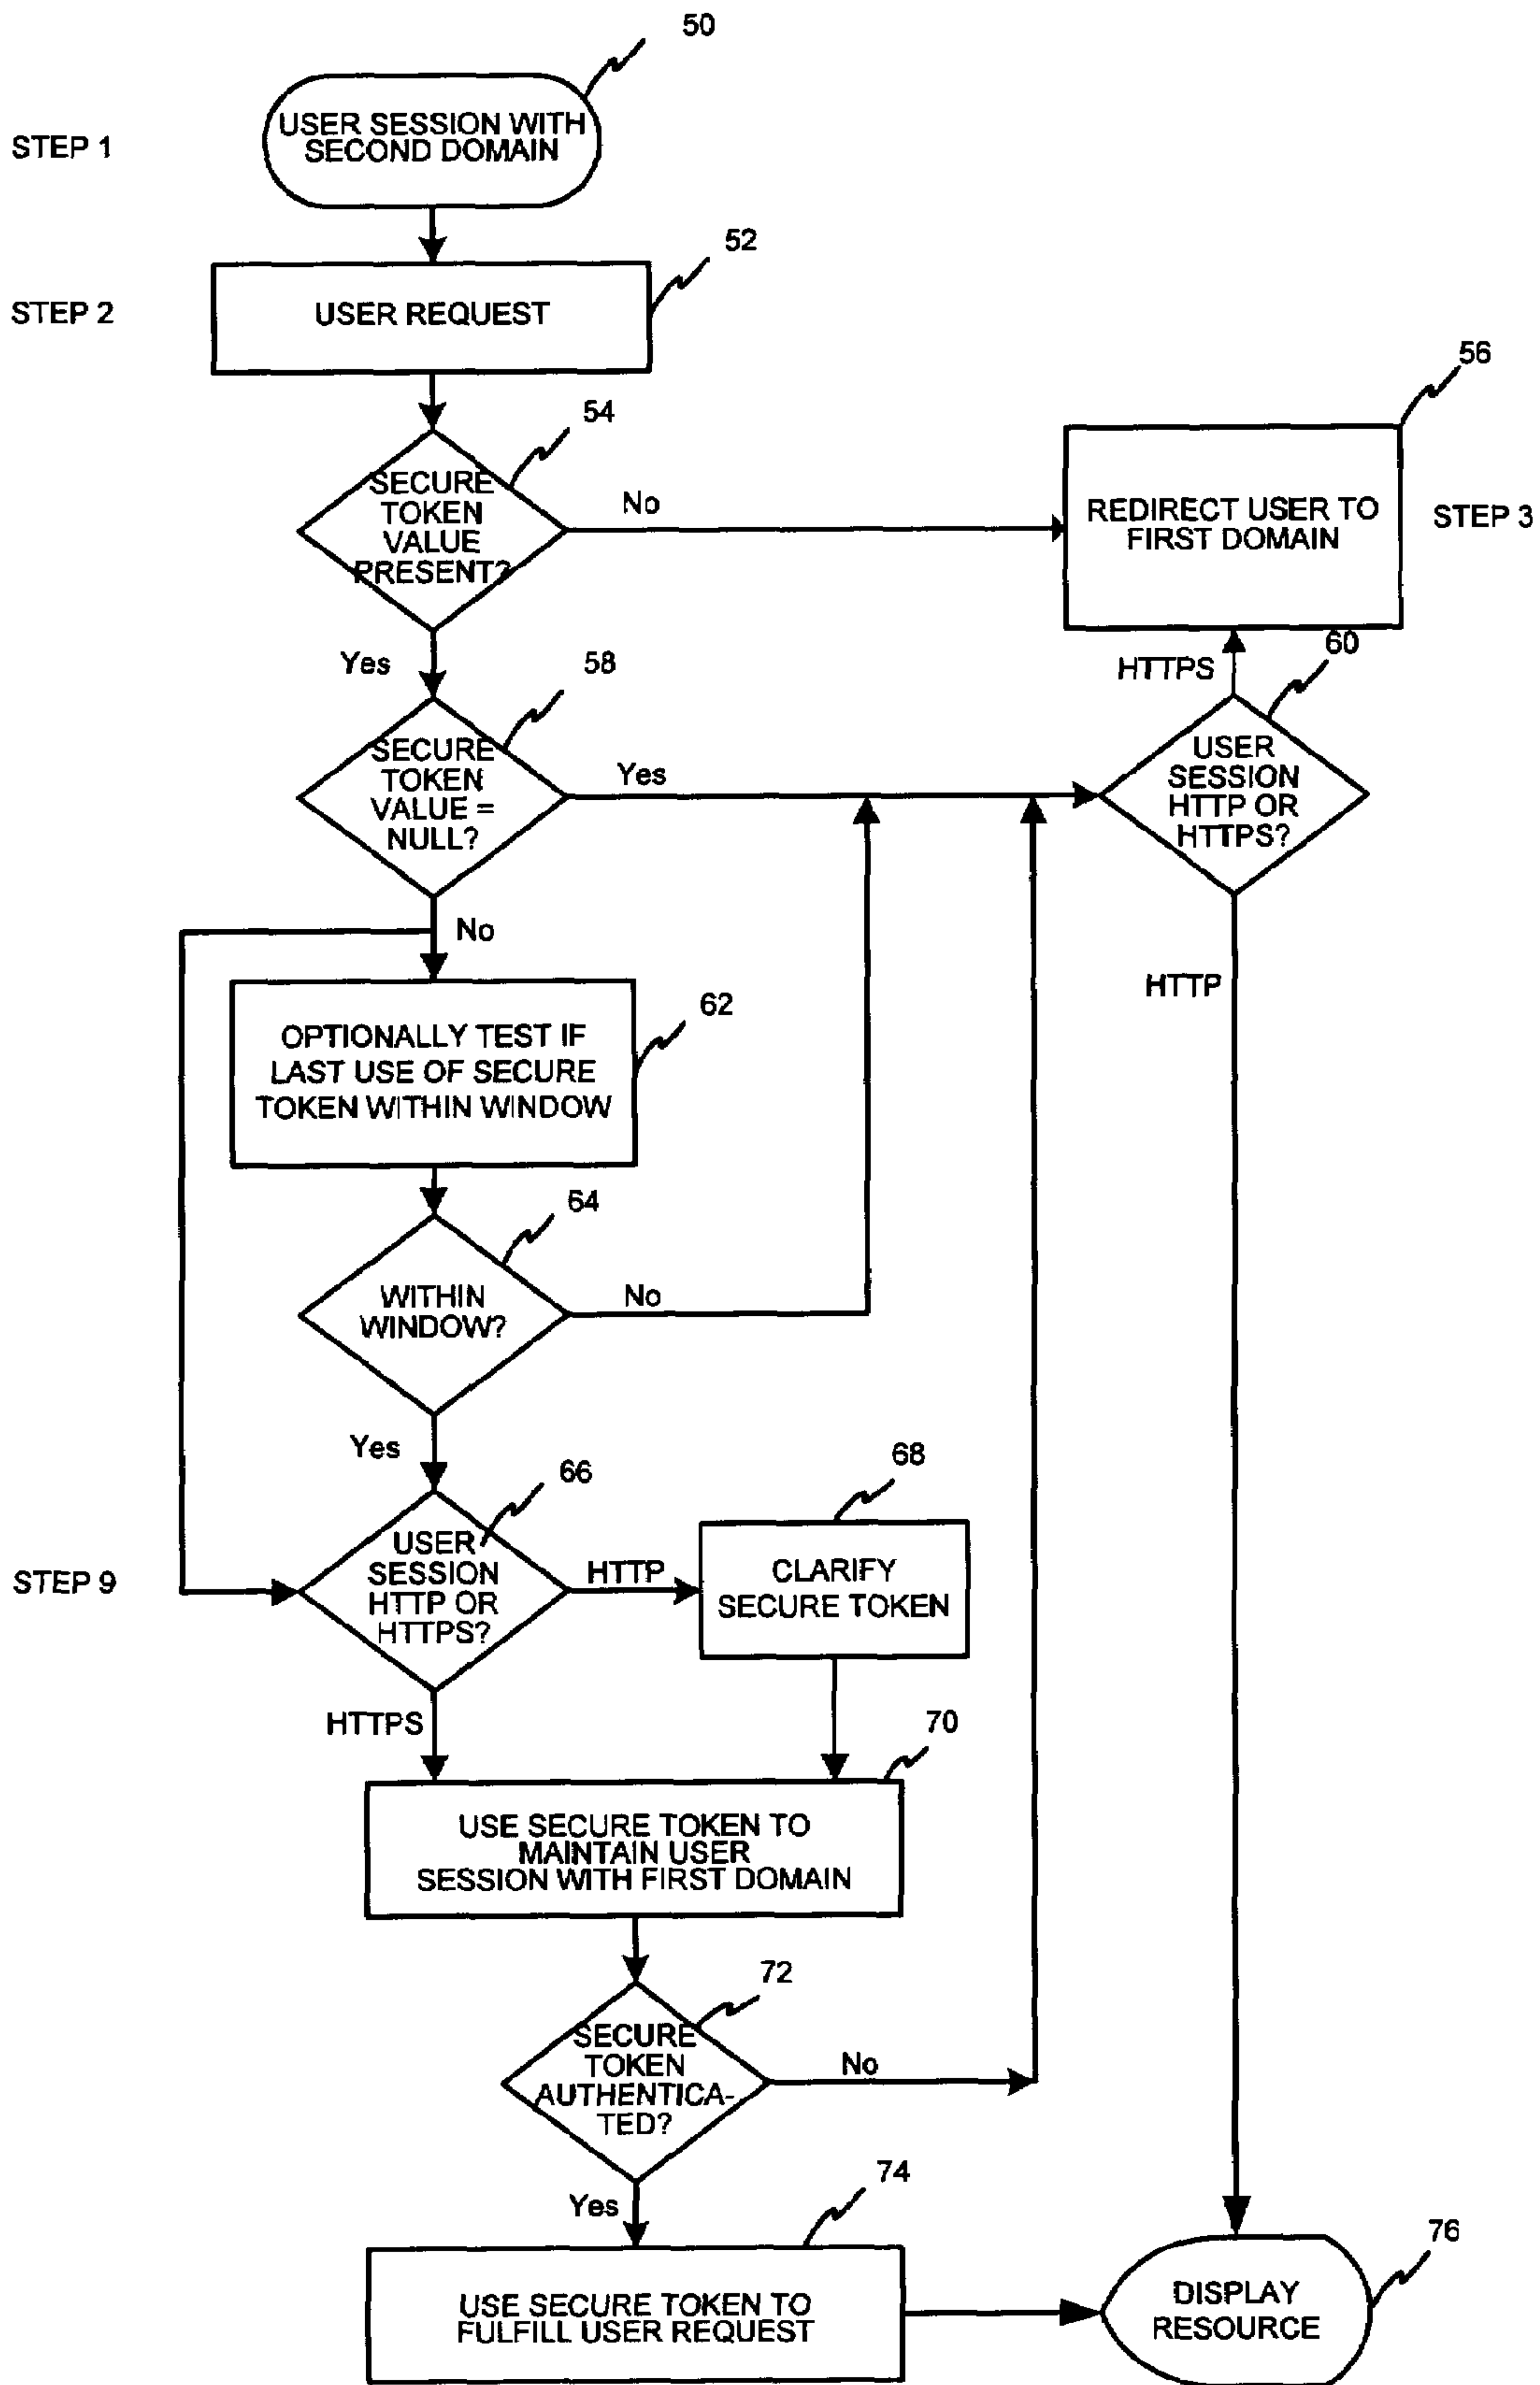 50
STEP 1
USER SESSION WITH
SECOND DOMAIN
52
STEP 2
USER REQUEST
54
SECURE
TOKEN
VALUE
PRESENT?
No
56
REDIRECT USER TO
FIRST DOMAIN
STEP 3
Yes
58
SECURE
TOKEN
VALUE =
NULL?
Yes
HTTPS
60
USER
SESSION
HTTP OR
HTTPS?
No
HTTP
62
OPTIONALLY TEST IF
LAST USE OF SECURE
TOKEN WITHIN WINDOW
64
WITHIN
WINDOW?
No
Yes
66
STEP 9
USER
SESSION
HTTP OR
HTTPS?
HTTP
68
CLARIFY
SECURE TOKEN
HTTPS
70
USE SECURE TOKEN TO
MAINTAIN USER
SESSION WITH FIRST DOMAIN
72
SECURE
TOKEN
AUTHENTICA-
TED?
No
Yes
74
USE SECURE TOKEN TO
FULFILL USER REQUEST
76
DISPLAY
RESOURCE